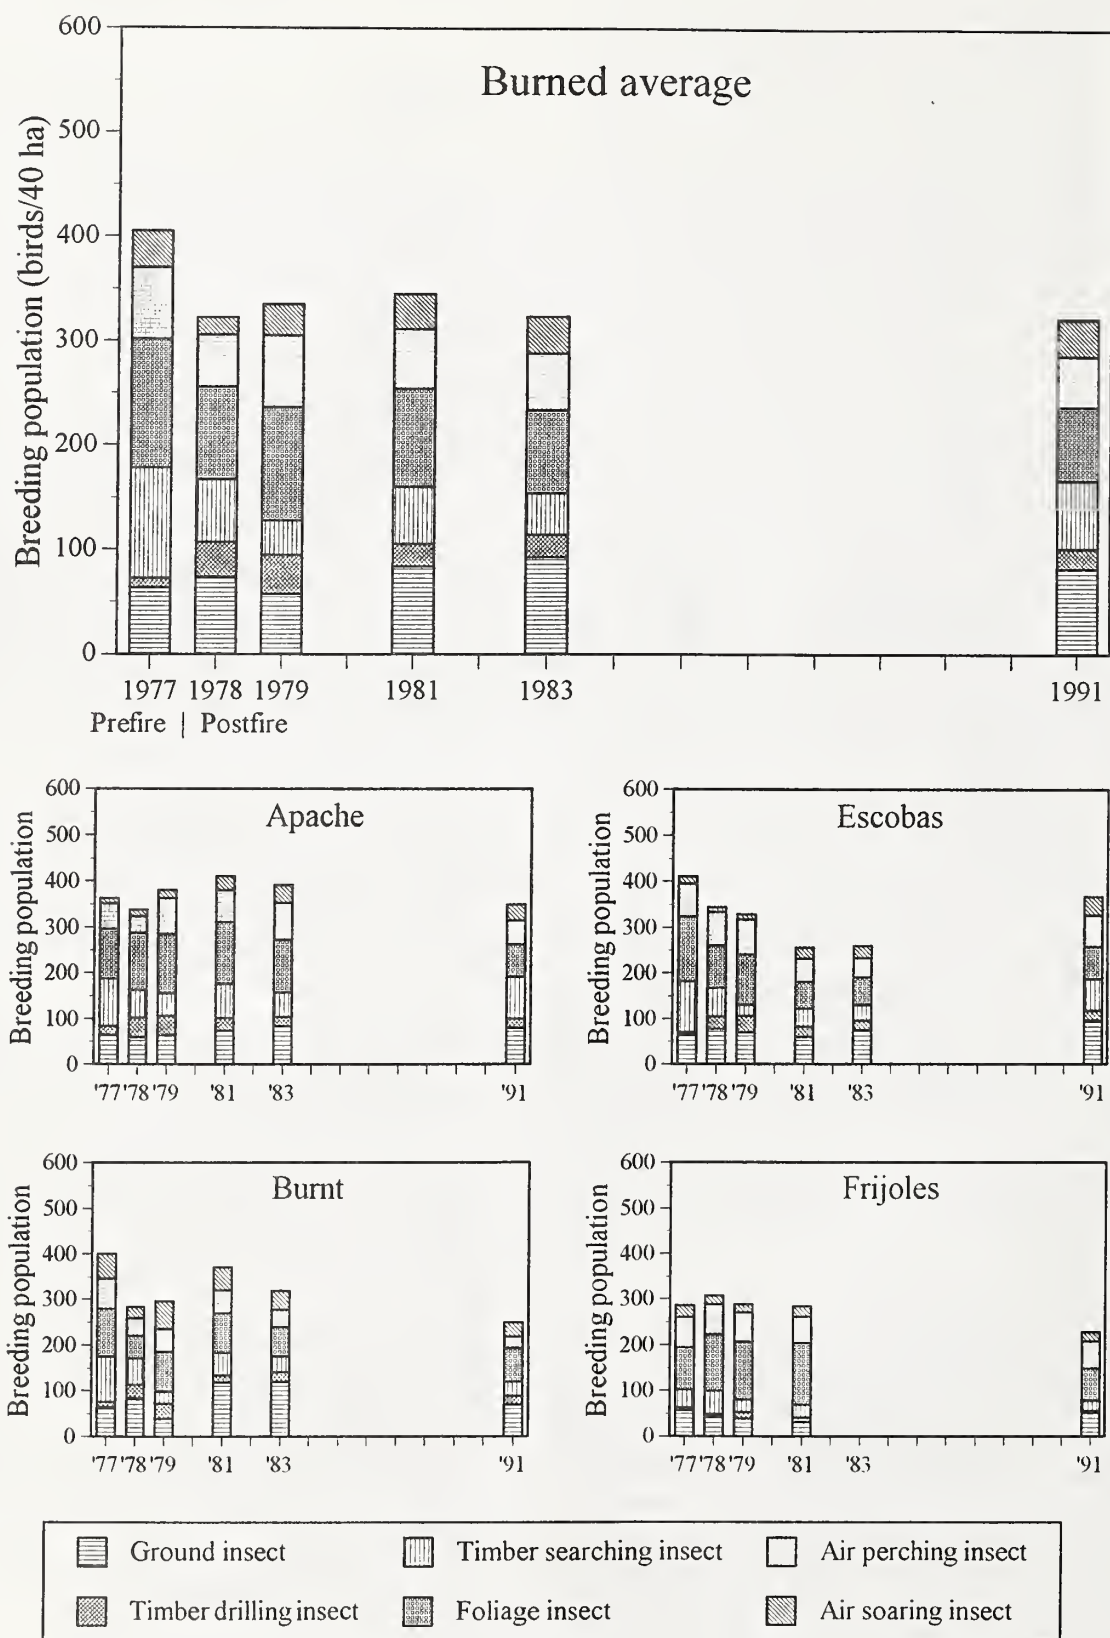 Burned average
Breeding population (birds/40 ha)
600
500
400
300
200
100
0
1977 1978 1979 1981 1983 1991
Prefire | Postfire
Apache
Breeding population
600
500
400
300
200
100
0
'77 '78 '79 '81 '83 '91
Escobas
Breeding population
600
500
400
300
200
100
0
'77 '78 '79 '81 '83 '91
Burnt
Breeding population
600
500
400
300
200
100
0
'77 '78 '79 '81 '83 '91
Frijoles
Breeding population
600
500
400
300
200
100
0
'77 '78 '79 '81 '83 '91
Ground insect Timber searching insect Air perching insect
Timber drilling insect Foliage insect Air soaring insect